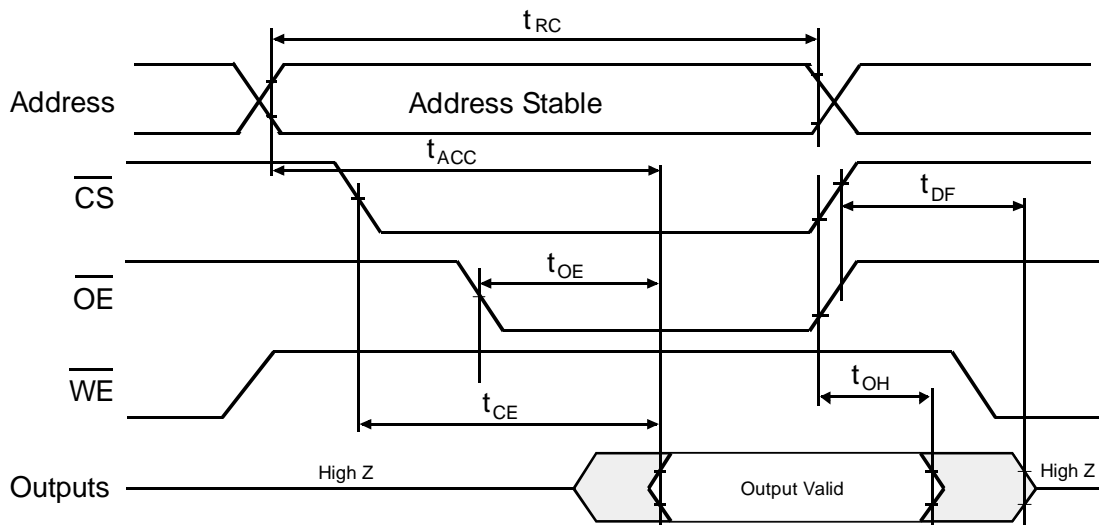 tRC
Address
Address Stable
tACC
CS
tDF
OE
tOE
WE
tOH
tCE
Outputs
High Z
Output Valid
High Z